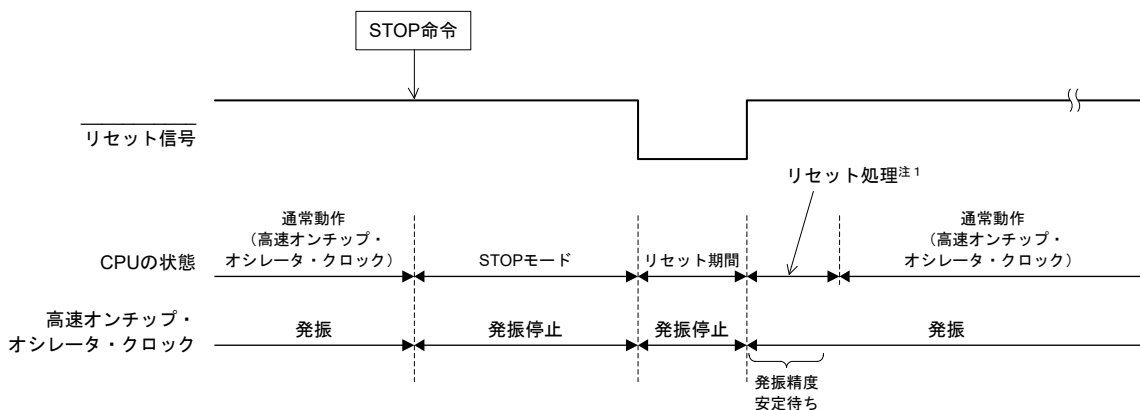 STOP命令
リセット信号
リセット処理注1
通常動作
（高速オンチップ・
オシレータ・クロック）
通常動作
（高速オンチップ・
オシレータ・クロック）
CPUの状態
STOPモード
リセット期間
高速オンチップ・
オシレータ・クロック
発振
発振停止
発振停止
発振
発振精度
安定待ち